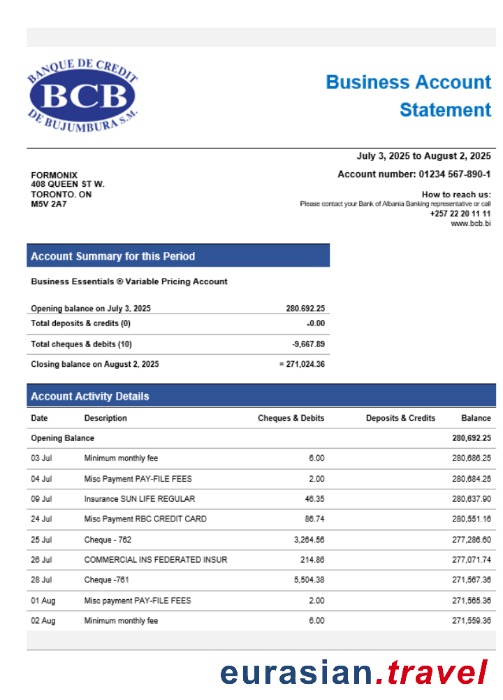 BANQUE DE CREDIT
BCB
DE BUJUMBURA S.M.
Business Account
Statement
July 3, 2025 to August 2, 2025
FORMONIX
408 QUEEN ST W.
TORONTO. ON
M5V 2A7
Account number: 01234 567-890-1
How to reach us:
Please contact your Bank of Albania Banking representative or call
+257 22 20 11 11
www.bcb.bi
Account Summary for this Period
Business Essentials ® Variable Pricing Account
Opening balance on July 3, 2025 280.692.25
Total deposits & credits (0) -0.00
Total cheques & debits (10) -9,667.89
Closing balance on August 2, 2025 = 271,024.36
Account Activity Details
Date Description Cheques & Debits Deposits & Credits Balance
Opening Balance 280,692.25
03 Jul Minimum monthly fee 6.00 280,686.25
04 Jul Misc Payment PAY-FILE FEES 2.00 280,684.25
09 Jul Insurance SUN LIFE REGULAR 46.35 280,637.90
24 Jul Misc Payment RBC CREDIT CARD 86.74 280,551.16
25 Jul Cheque - 762 3,264.56 277,286.60
26 Jul COMMERCIAL INS FEDERATED INSUR 214.86 277,071.74
28 Jul Cheque -761 5,504.38 271,567.36
01 Aug Misc payment PAY-FILE FEES 2.00 271,565.36
02 Aug Minimum monthly fee 6.00 271,559.36
eurasian.travel